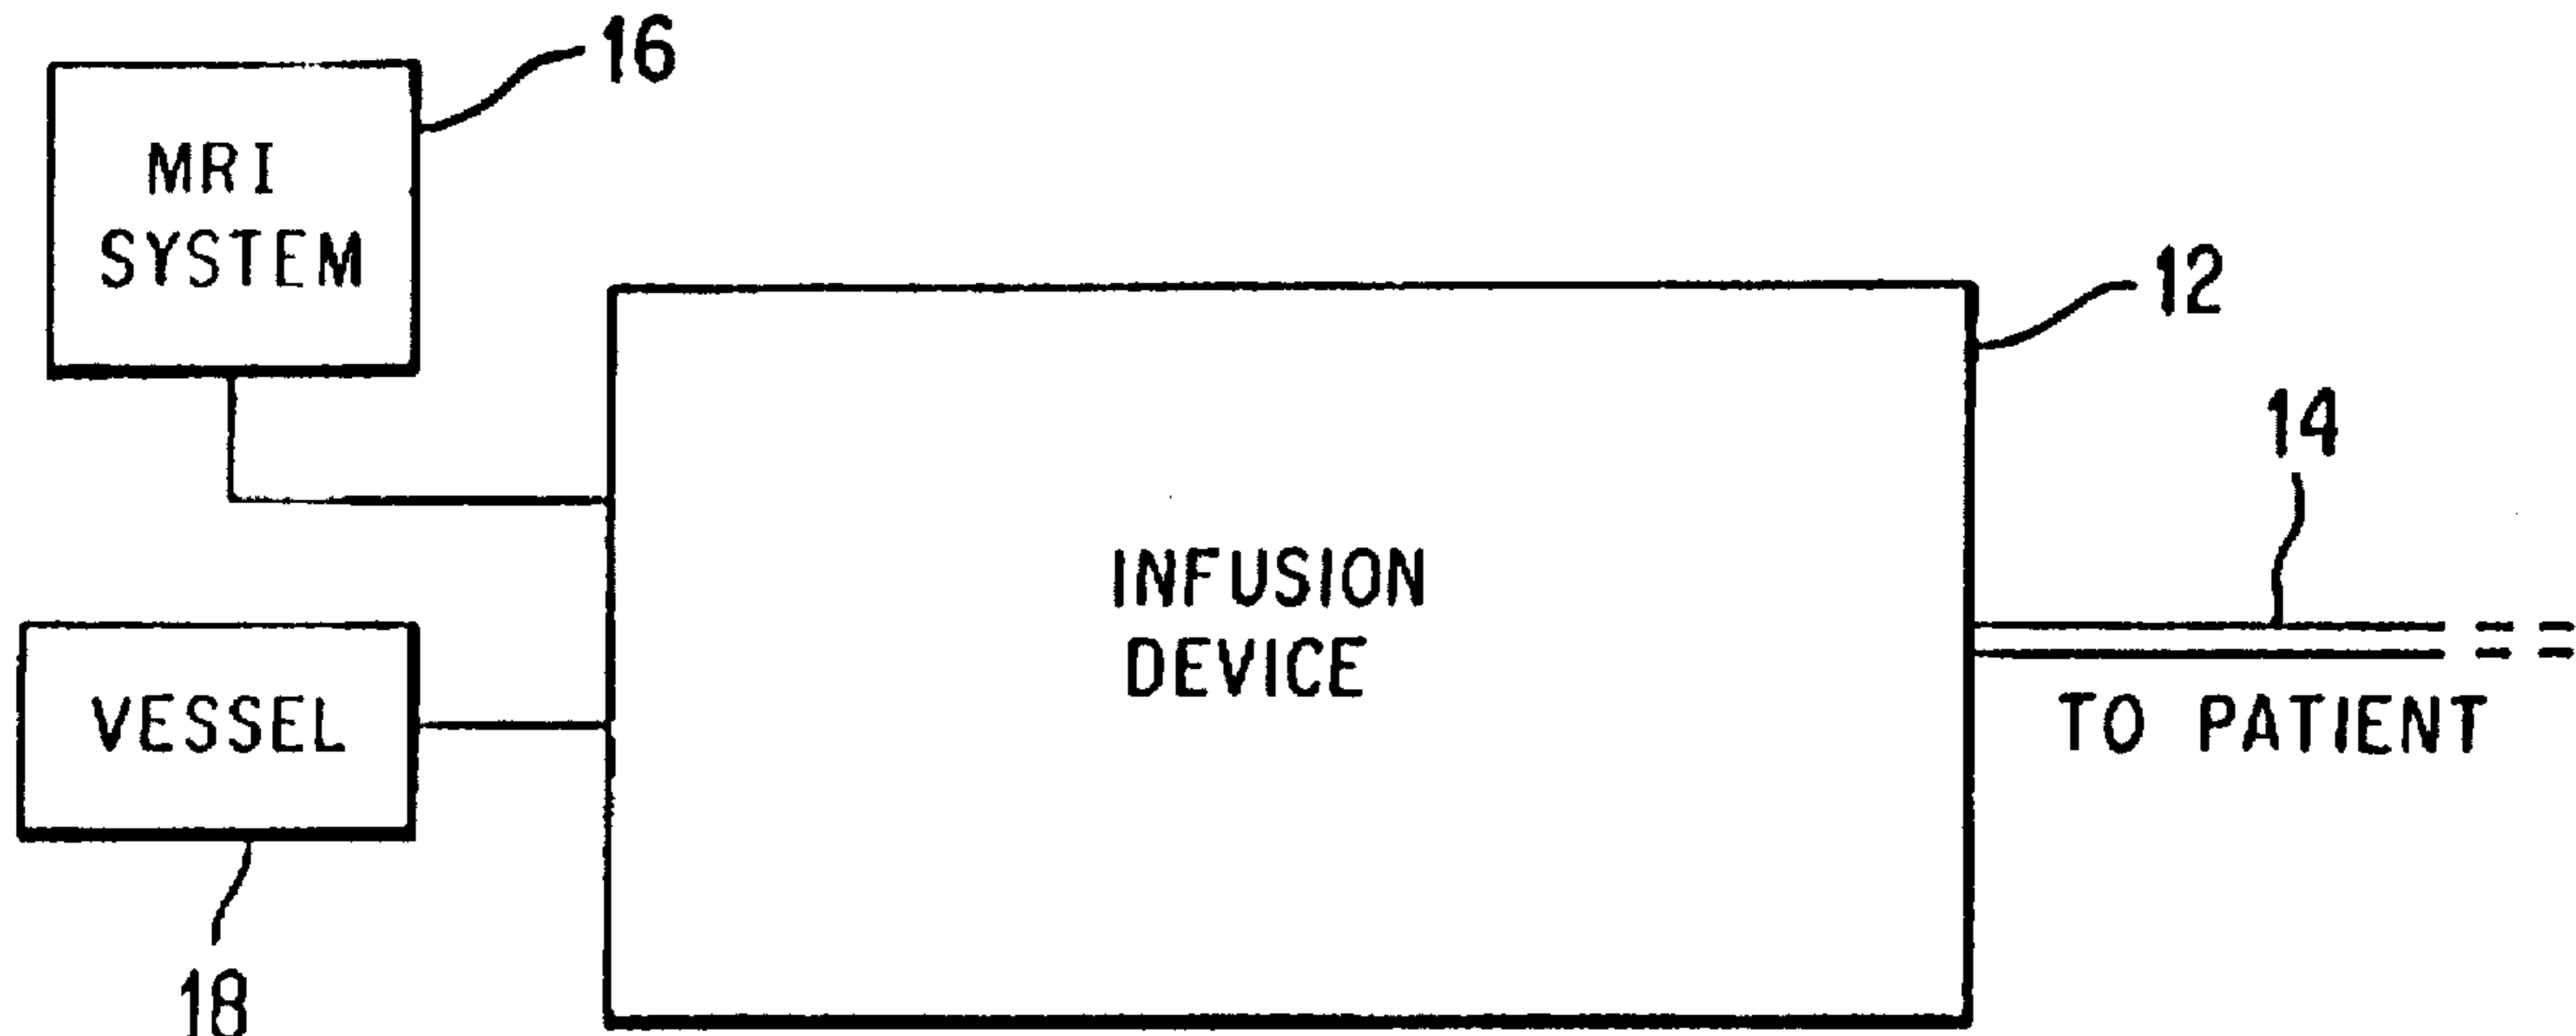 16
MRI
SYSTEM
12
14
INFUSION
DEVICE
VESSEL
TO PATIENT
18